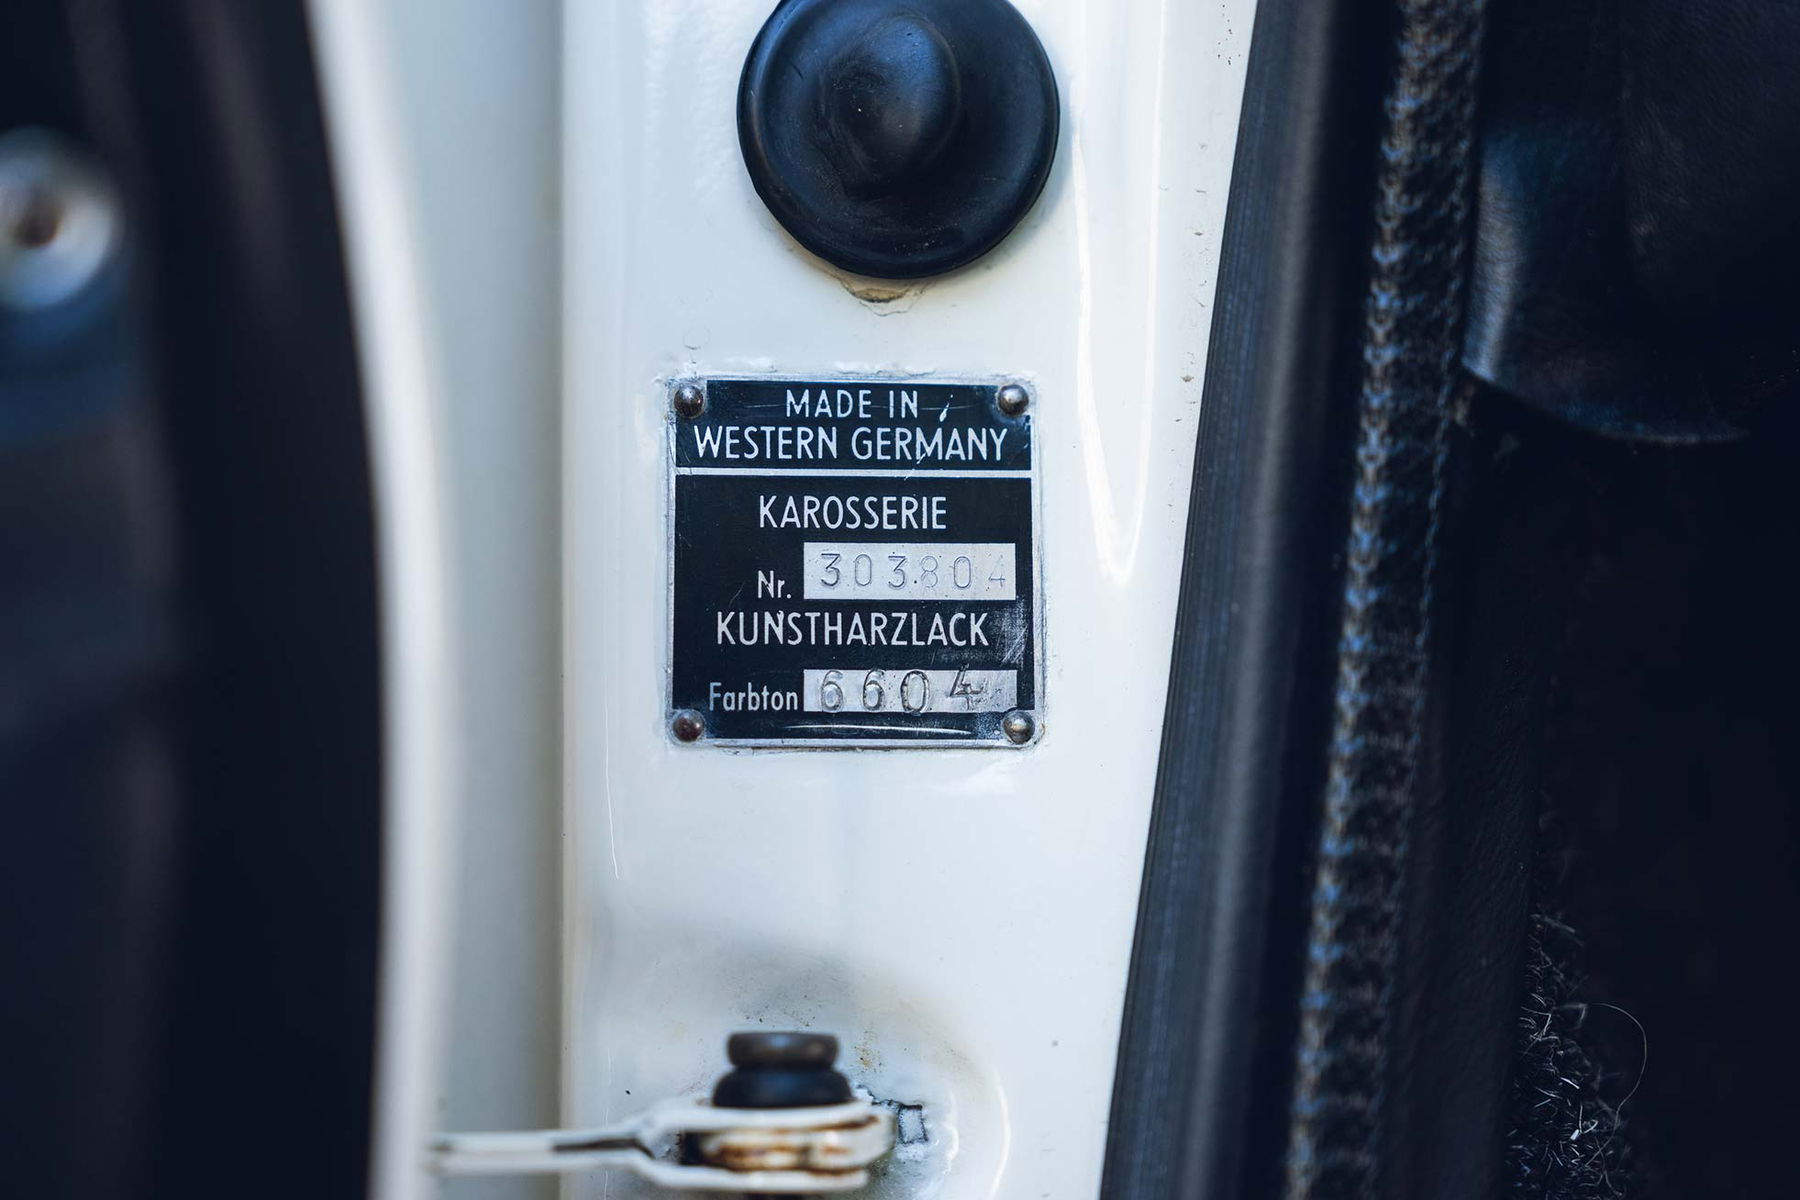 MADE IN
WESTERN GERMANY
KAROSSERIE
Nr. 303804
KUNSTHARZLACK
Farbton 6604